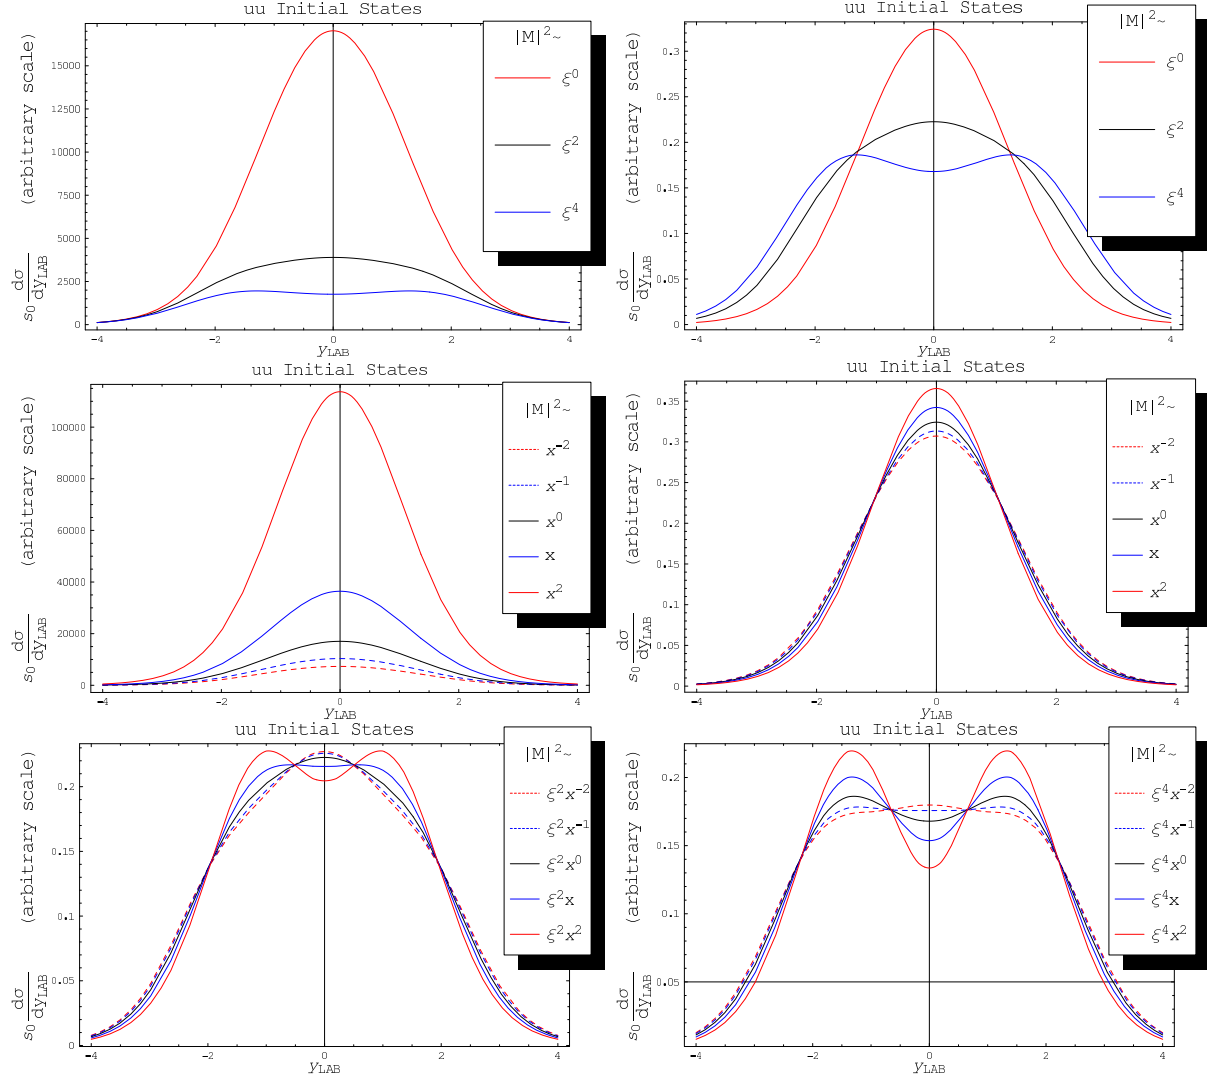 uu Initial States
s₀ dσ/dy_LAB (arbitrary scale)
15000
12500
10000
7500
5000
2500
0
-4
-2
0
2
4
y_LAB
|M|²~
ξ⁰
ξ²
ξ⁴
uu Initial States
s₀ dσ/dy_LAB (arbitrary scale)
0.3
0.25
0.2
0.15
0.1
0.05
0
-4
-2
0
2
4
y_LAB
|M|²~
ξ⁰
ξ²
ξ⁴
uu Initial States
s₀ dσ/dy_LAB (arbitrary scale)
100000
80000
60000
40000
20000
0
-4
-2
0
2
4
y_LAB
|M|²~
x⁻²
x⁻¹
x⁰
x
x²
uu Initial States
s₀ dσ/dy_LAB (arbitrary scale)
0.35
0.3
0.25
0.2
0.15
0.1
0.05
0
-4
-2
0
2
4
y_LAB
|M|²~
x⁻²
x⁻¹
x⁰
x
x²
uu Initial States
s₀ dσ/dy_LAB (arbitrary scale)
0.2
0.15
0.1
0.05
0
-4
-2
0
2
4
y_LAB
|M|²~
ξ²x⁻²
ξ²x⁻¹
ξ²x⁰
ξ²x
ξ²x²
uu Initial States
s₀ dσ/dy_LAB (arbitrary scale)
0.2
0.15
0.1
0.05
-4
-2
0
2
4
y_LAB
|M|²~
ξ⁴x⁻²
ξ⁴x⁻¹
ξ⁴x⁰
ξ⁴x
ξ⁴x²